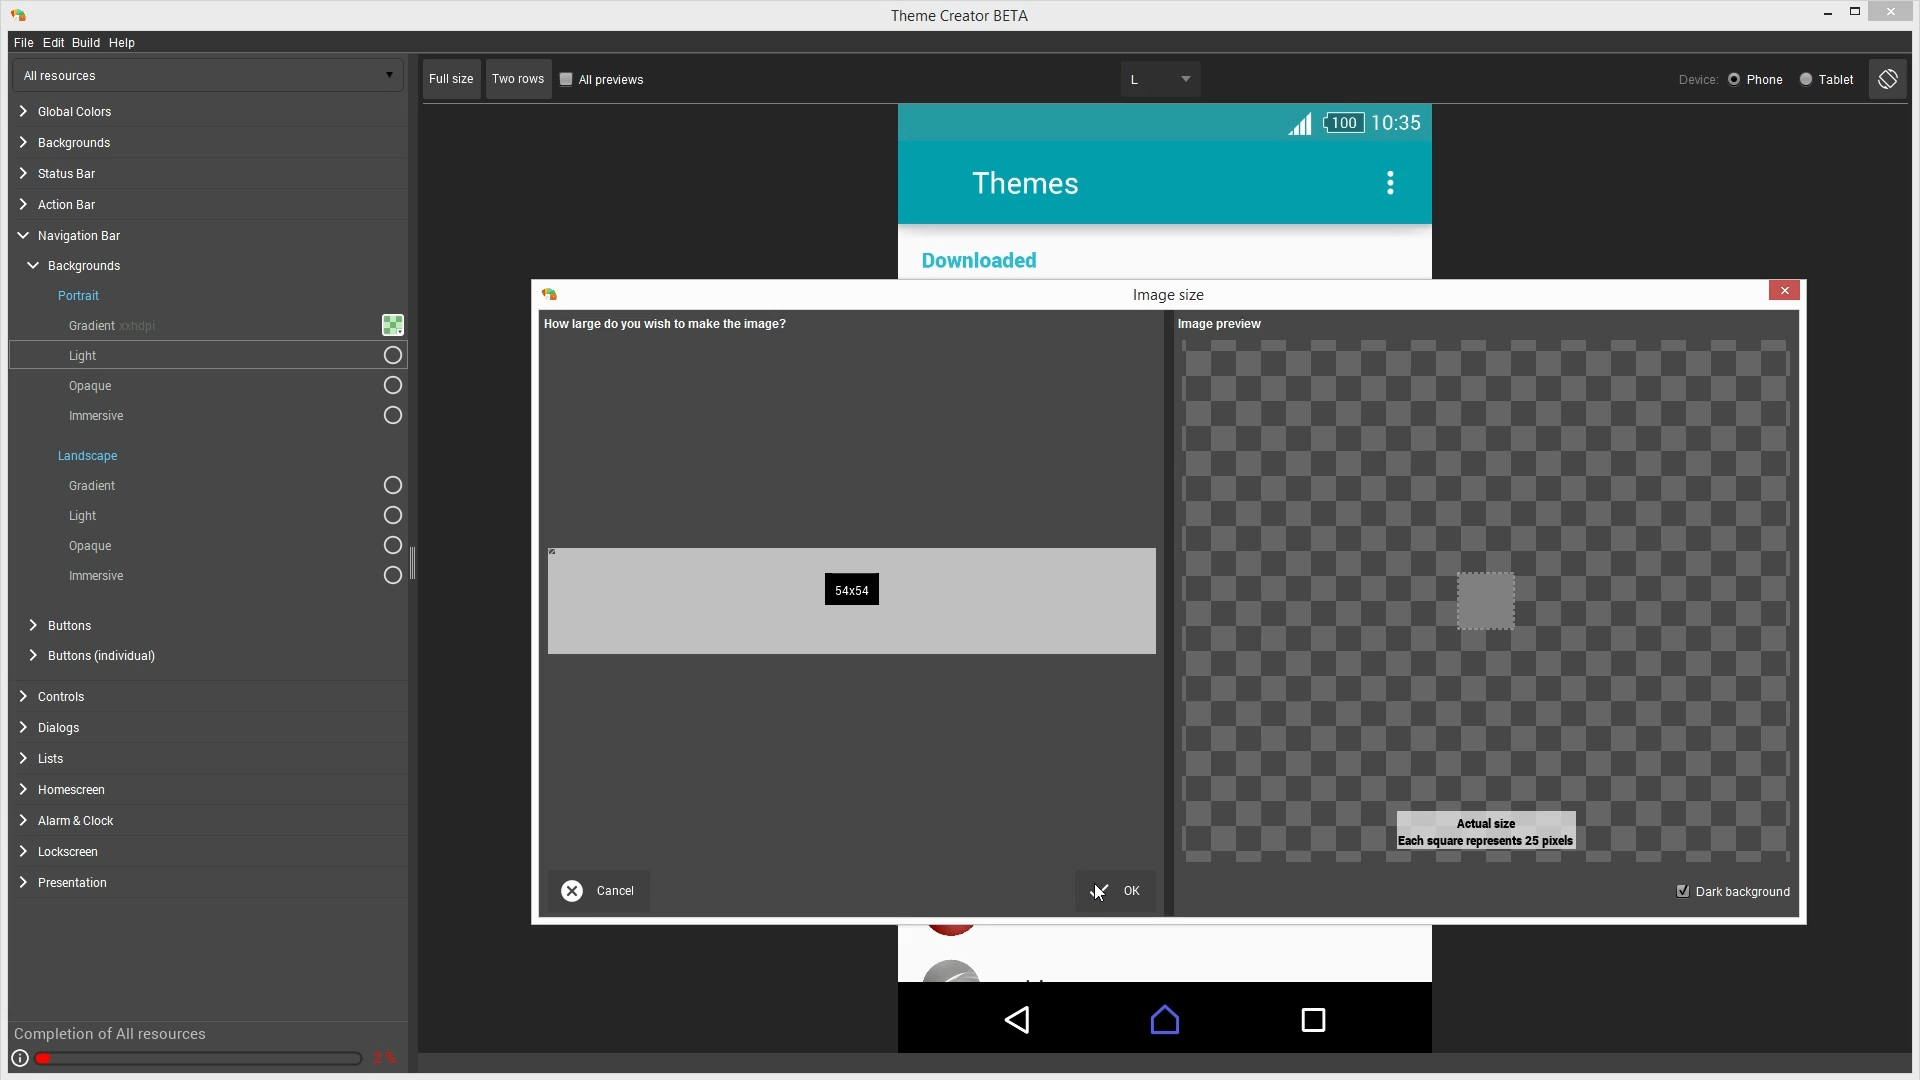 Theme Creator BETA
File Edit Build Help
All resources
Full size
Two rows
All previews
L
Device:
Phone
Tablet
Global Colors
Backgrounds
Status Bar
Action Bar
Navigation Bar
Backgrounds
Portrait
Gradient xxhdpi
Light
Opaque
Immersive
Landscape
Gradient
Light
Opaque
Immersive
Buttons
Buttons (individual)
Controls
Dialogs
Lists
Homescreen
Alarm & Clock
Lockscreen
Presentation
Completion of All resources
2 %
100 10:35
Themes
Downloaded
Image size
How large do you wish to make the image?
54x54
Cancel
OK
Image preview
Actual size
Each square represents 25 pixels
Dark background